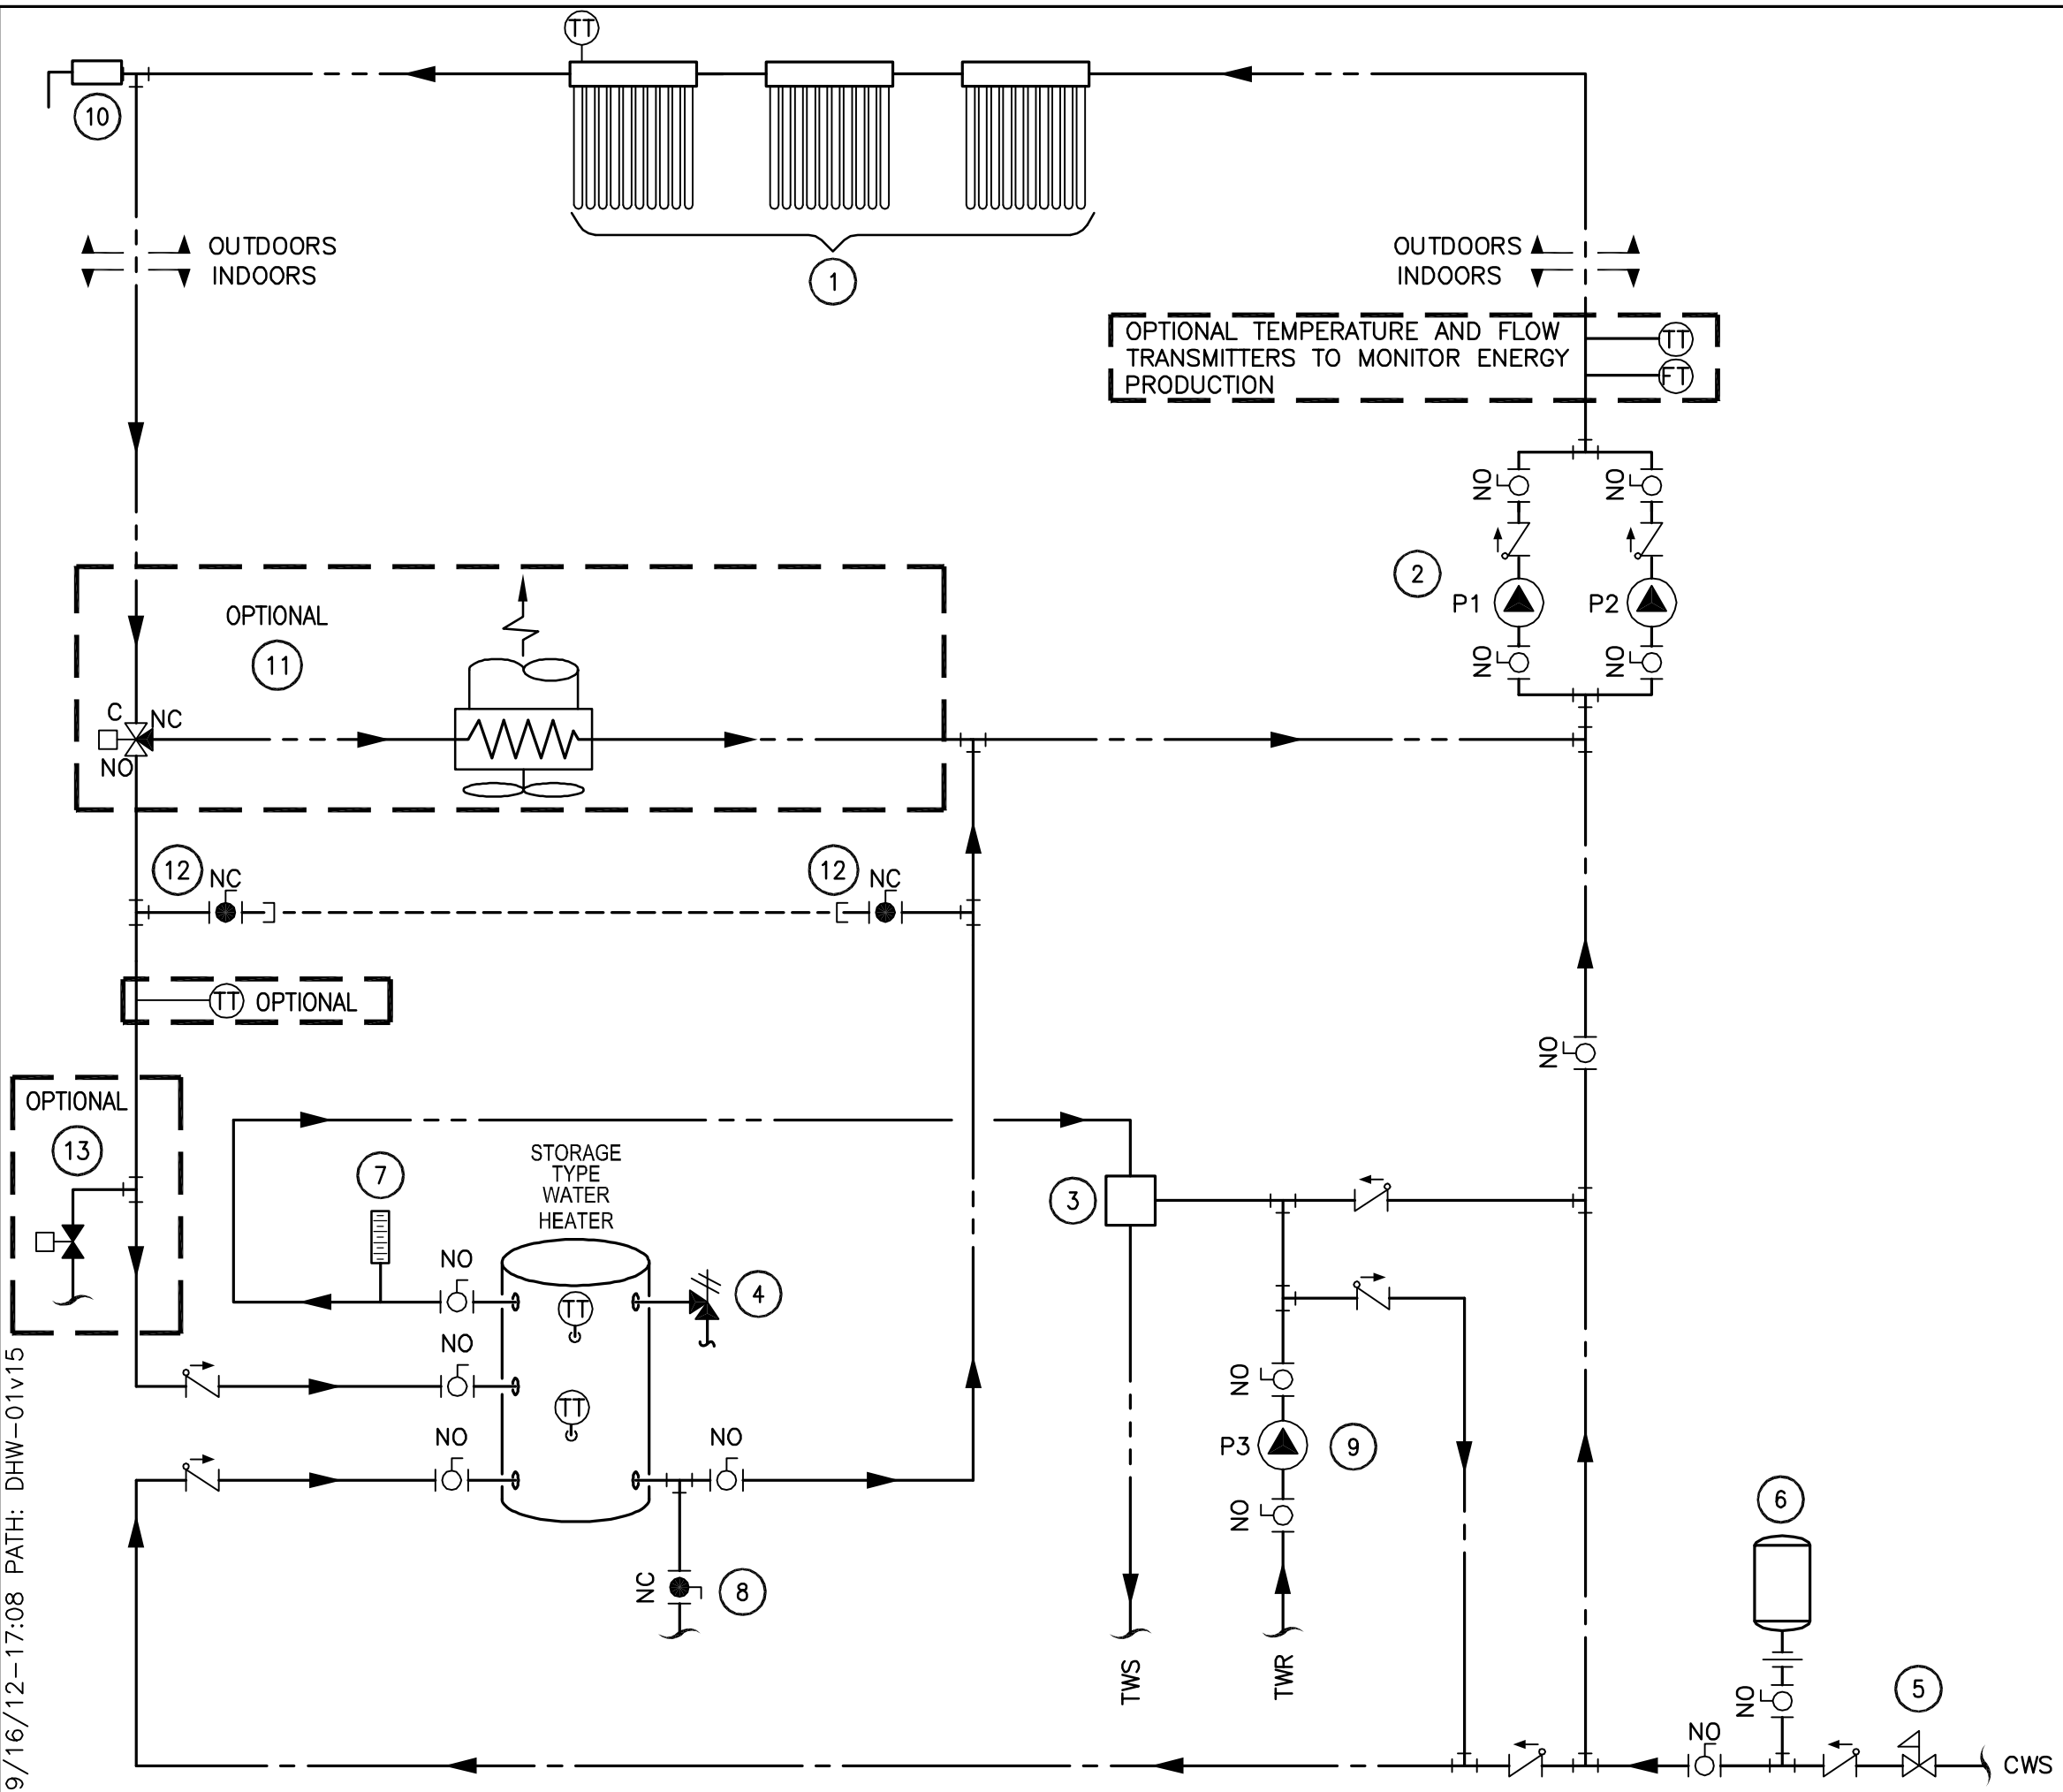 TT
10
OUTDOORS
INDOORS
1
OUTDOORS
INDOORS
OPTIONAL TEMPERATURE AND FLOW
TRANSMITTERS TO MONITOR ENERGY
PRODUCTION
TT
FT
NO
NO
2
P1
P2
NO
NO
OPTIONAL
11
C
NC
NO
12
NC
12
NC
TT OPTIONAL
NO
OPTIONAL
13
7
STORAGE
TYPE
WATER
HEATER
3
NO
TT
4
NO
TT
NO
NO
NO
P3
9
NO
NC
8
6
TWS
TWR
NO
5
NO
CWS
9/16/12-17:08 PATH: DHW-01v15